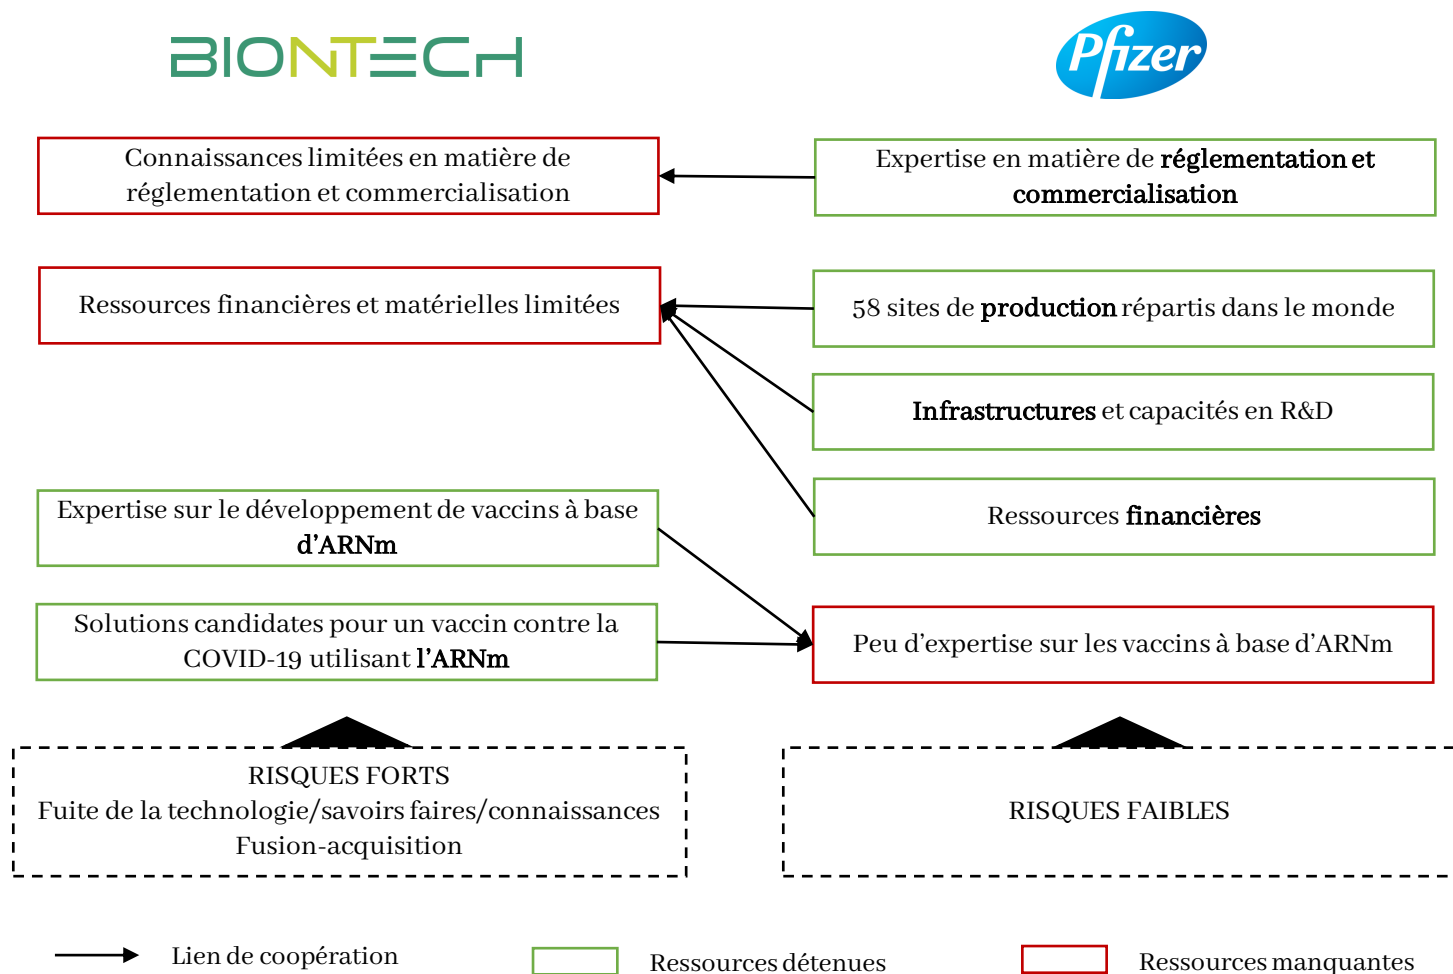 BIONTECH
Pfizer
Connaissances limitées en matière de
réglementation et commercialisation
Expertise en matière de réglementation et
commercialisation
Ressources financières et matérielles limitées
58 sites de production répartis dans le monde
Infrastructures et capacités en R&D
Expertise sur le développement de vaccins à base
d'ARNm
Ressources financières
Solutions candidates pour un vaccin contre la
COVID-19 utilisant l'ARNm
Peu d'expertise sur les vaccins à base d'ARNm
RISQUES FORTS
Fuite de la technologie/savoirs faires/connaissances
Fusion-acquisition
RISQUES FAIBLES
Lien de coopération
Ressources détenues
Ressources manquantes